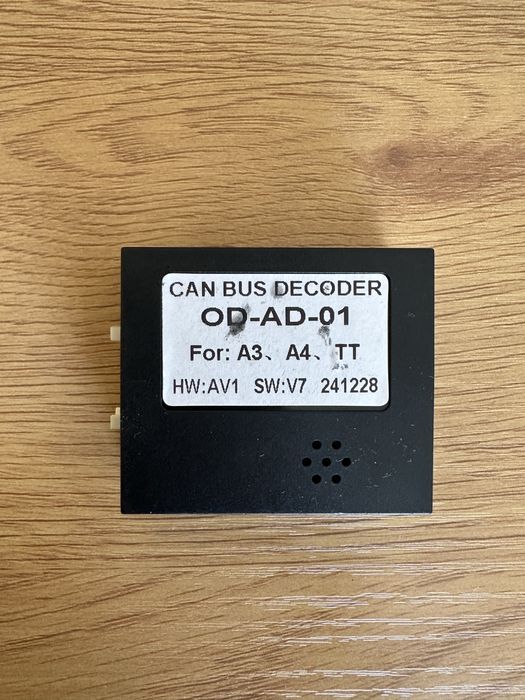 CAN BUS DECODER
OD-AD-01
For: A3、A4、TT
HW:AV1 SW:V7 241228